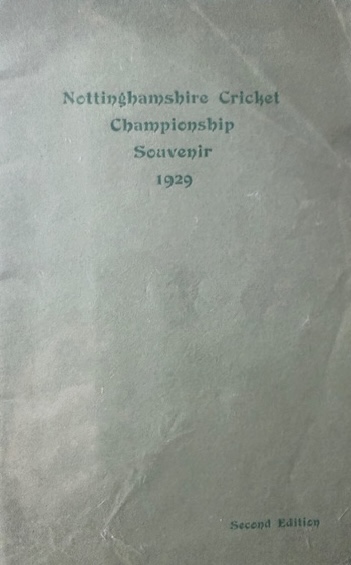 Nottinghamshire Cricket
Championship
Souvenir
1929
Second Edition